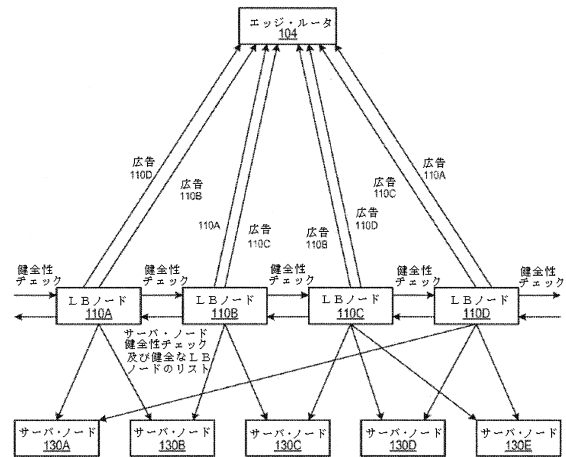 エッジ・ルータ
104
広告
110D
広告
110B
110A
広告
110C
広告
110B
広告
110D
広告
110C
広告
110A
健全性
チェック
健全性
チェック
健全性
チェック
健全性
チェック
健全性
チェック
LBノード
110A
LBノード
110B
LBノード
110C
LBノード
110D
サーバ・ノード
健全性チェック
及び健全なLB
ノードのリスト
サーバ・ノード
130A
サーバ・ノード
130B
サーバ・ノード
130C
サーバ・ノード
130D
サーバ・ノード
130E